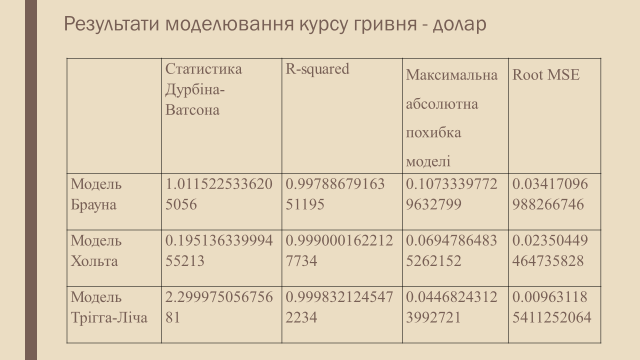 Результати моделювання курсу гривня - долар
Статистика
Дурбіна-
Ватсона
R-squared
Максимальна
абсолютна
похибка
моделі
Root MSE
Модель
Брауна
1.011522533620
5056
0.99788679163
51195
0.1073339772
9632799
0.03417096
988266746
Модель
Хольта
0.195136339994
55213
0.999000162212
7734
0.0694786483
5262152
0.02350449
464735828
Модель
Трігга-Ліча
2.299975056756
81
0.999832124547
2234
0.0446824312
3992721
0.00963118
5411252064